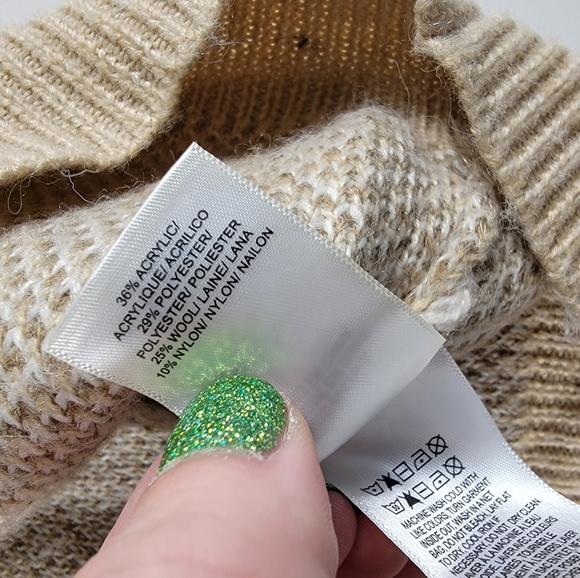 36% ACRYLIC/
ACRYLIQUE/ACRILICO
29% POLYESTER/
POLYESTER/ POLIESTER
25% WOOL/ LAINE/ LANA
10% NYLON/ NYLON/ NAILON
MACHINE WASH COLD WITH
LIKE COLORS. TURN GARMENT
INSIDE OUT. WASH IN A NET
BAG. DO NOT BLEACH. LAY FLAT
TO DRY. COOL IRON IF
NECESSARY. DO NOT DRY CLEAN